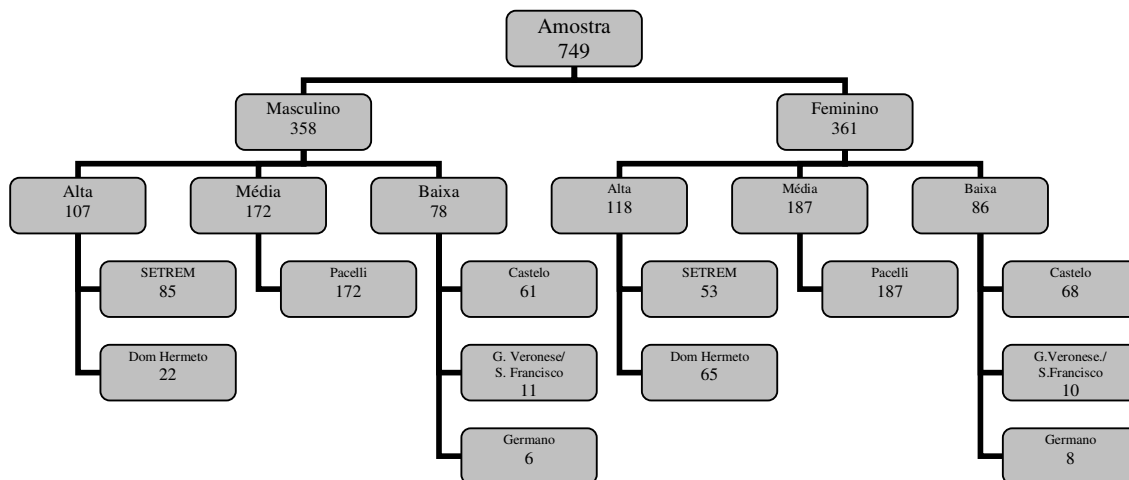 Amostra
749
Masculino
358
Feminino
361
Alta
107
Média
172
Baixa
78
Alta
118
Média
187
Baixa
86
SETREM
85
Pacelli
172
Castelo
61
SETREM
53
Pacelli
187
Castelo
68
Dom Hermeto
22
G. Veronese/
S. Francisco
11
Dom Hermeto
65
G.Veronese./
S.Francisco
10
Germano
6
Germano
8